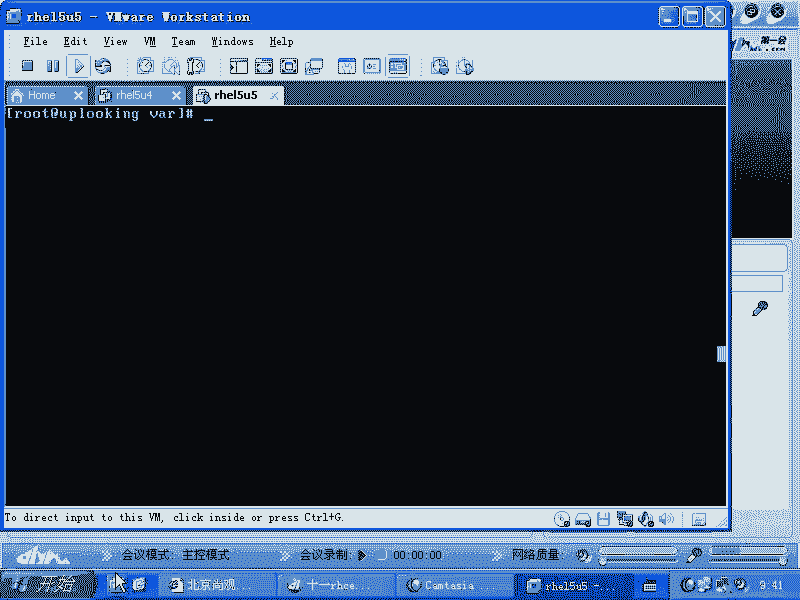 rhel5u5 - VMware Workstation
File Edit View VM Team Windows Help
Home rhel5u4 rhel5u5
[root@uplooking var]# _
To direct input to this VM, click inside or press Ctrl+G.
会议模式: 主控模式 会议录制: 00:00:00 网络质量:
开始 北京尚观... 十一rhce... Camtasia ... rhel5u5 -... 9:41